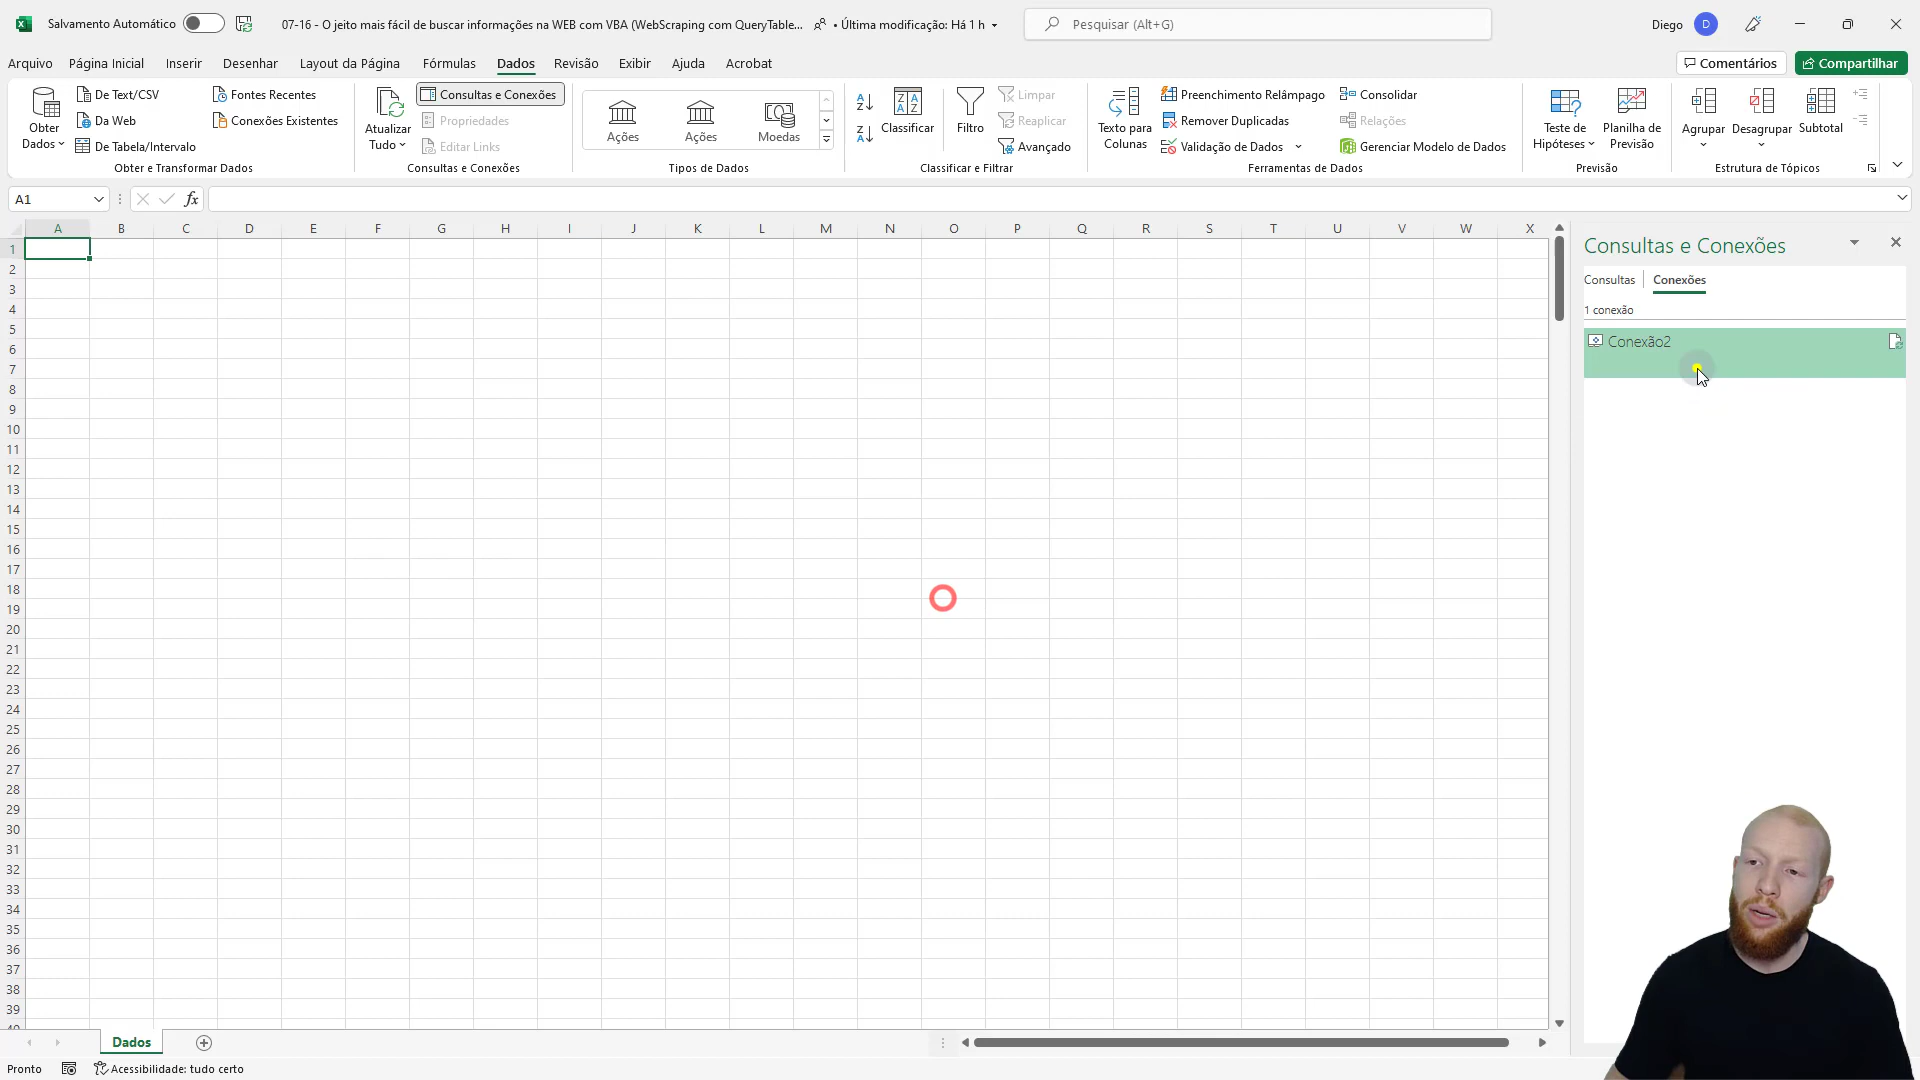 Salvamento Automático
07-16 - O jeito mais fácil de buscar informações na WEB com VBA (WebScraping com QueryTable...
• Última modificação: Há 1 h
Pesquisar (Alt+G)
Diego
D
Arquivo
Página Inicial
Inserir
Desenhar
Layout da Página
Fórmulas
Dados
Revisão
Exibir
Ajuda
Acrobat
Comentários
Compartilhar
Obter
Dados
De Text/CSV
Da Web
De Tabela/Intervalo
Fontes Recentes
Conexões Existentes
Obter e Transformar Dados
Atualizar
Tudo
Consultas e Conexões
Propriedades
Editar Links
Consultas e Conexões
Ações
Ações
Moedas
Tipos de Dados
Classificar
Filtro
Limpar
Reaplicar
Avançado
Classificar e Filtrar
Texto para
Colunas
Preenchimento Relâmpago
Remover Duplicadas
Validação de Dados
Consolidar
Relações
Gerenciar Modelo de Dados
Ferramentas de Dados
Teste de
Hipóteses
Planilha de
Previsão
Previsão
Agrupar
Desagrupar
Subtotal
Estrutura de Tópicos
A1
fx
A B C D E F G H I J K L M N O P Q R S T U V W X
1
2
3
4
5
6
7
8
9
10
11
12
13
14
15
16
17
18
19
20
21
22
23
24
25
26
27
28
29
30
31
32
33
34
35
36
37
38
39
Consultas e Conexões
Consultas
Conexões
1 conexão
Conexão2
Dados
Pronto
Acessibilidade: tudo certo